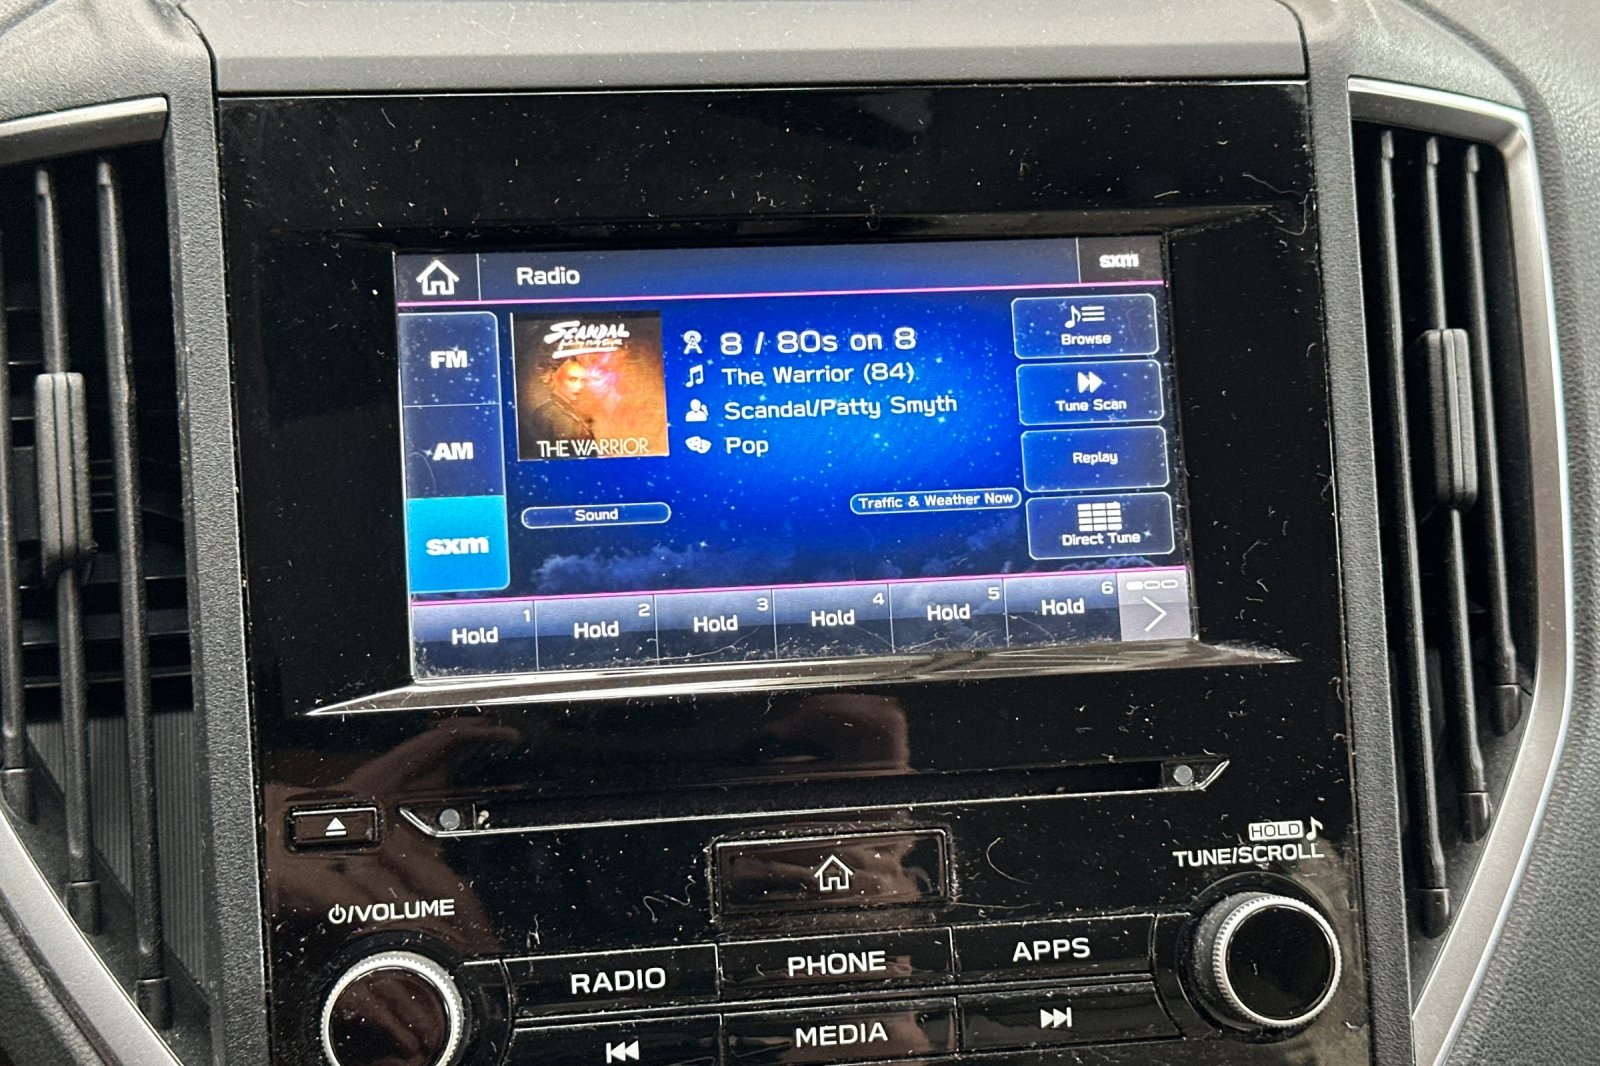 Radio
sxm
FM
AM
sxm
SCANDAL
THE WARRIOR
8 / 80s on 8
The Warrior (84)
Scandal/Patty Smyth
Pop
Sound
Traffic & Weather Now
Browse
Tune Scan
Replay
Direct Tune
1 Hold
2 Hold
3 Hold
4 Hold
5 Hold
6 Hold
HOLD
TUNE/SCROLL
/VOLUME
RADIO
PHONE
APPS
MEDIA